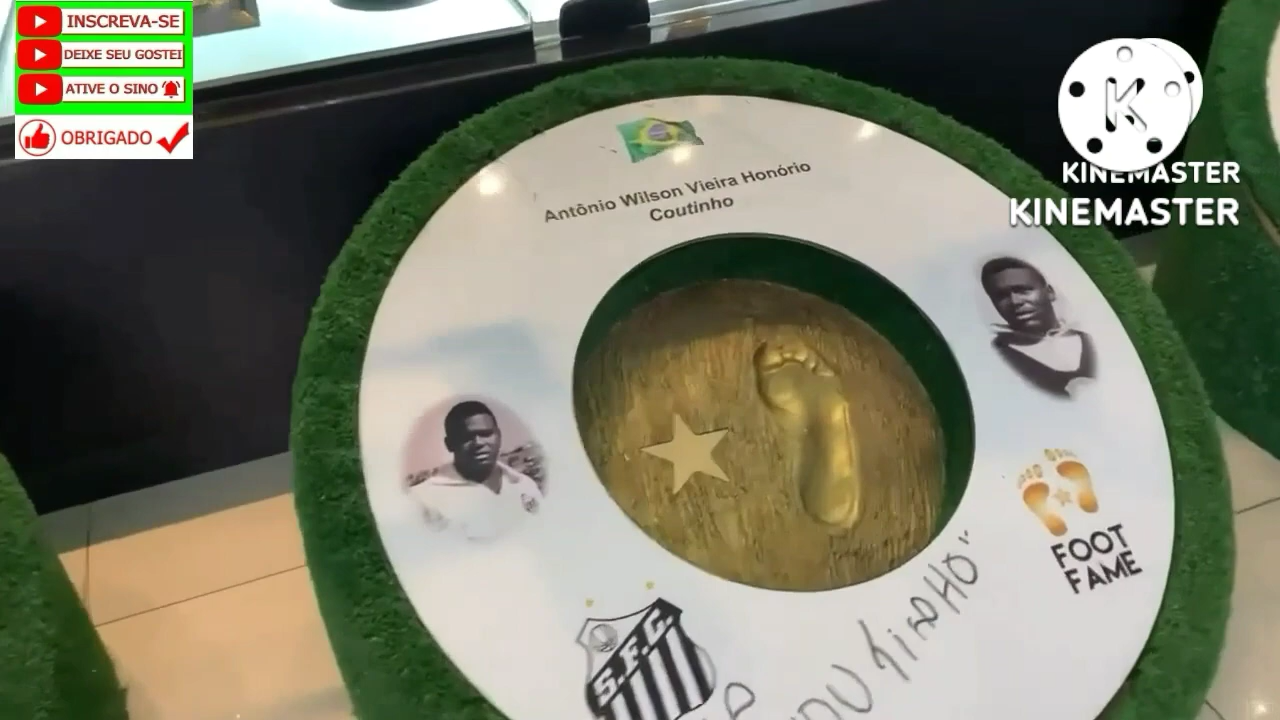 INSCREVA-SE
DEIXE SEU GOSTEI
ATIVE O SINO
OBRIGADO
KINEMASTER
KINEMASTER
Antônio Wilson Vieira Honório
Coutinho
FOOT
FAME
S.F.C.